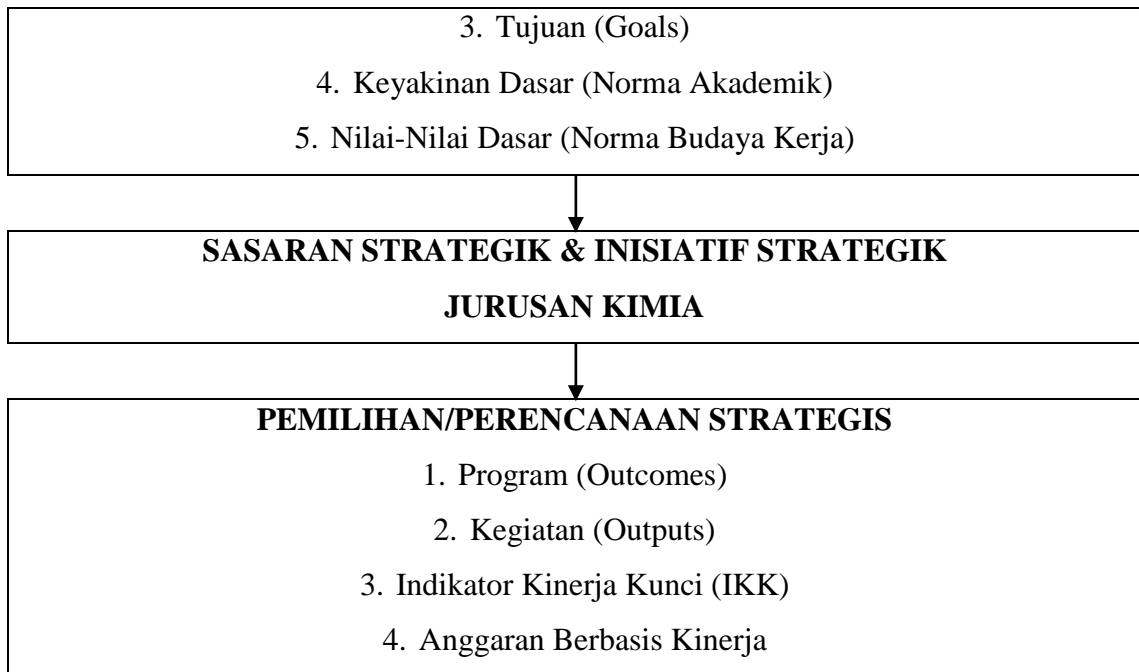 3. Tujuan (Goals)
4. Keyakinan Dasar (Norma Akademik)
5. Nilai-Nilai Dasar (Norma Budaya Kerja)
SASARAN STRATEGIK & INISIATIF STRATEGIK
JURUSAN KIMIA
PEMILIHAN/PERENCANAAN STRATEGIS
1. Program (Outcomes)
2. Kegiatan (Outputs)
3. Indikator Kinerja Kunci (IKK)
4. Anggaran Berbasis Kinerja